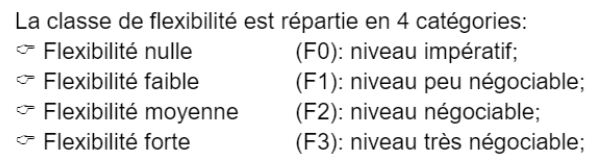 La classe de flexibilité est répartie en 4 catégories:
☞ Flexibilité nulle (F0): niveau impératif;
☞ Flexibilité faible (F1): niveau peu négociable;
☞ Flexibilité moyenne (F2): niveau négociable;
☞ Flexibilité forte (F3): niveau très négociable;